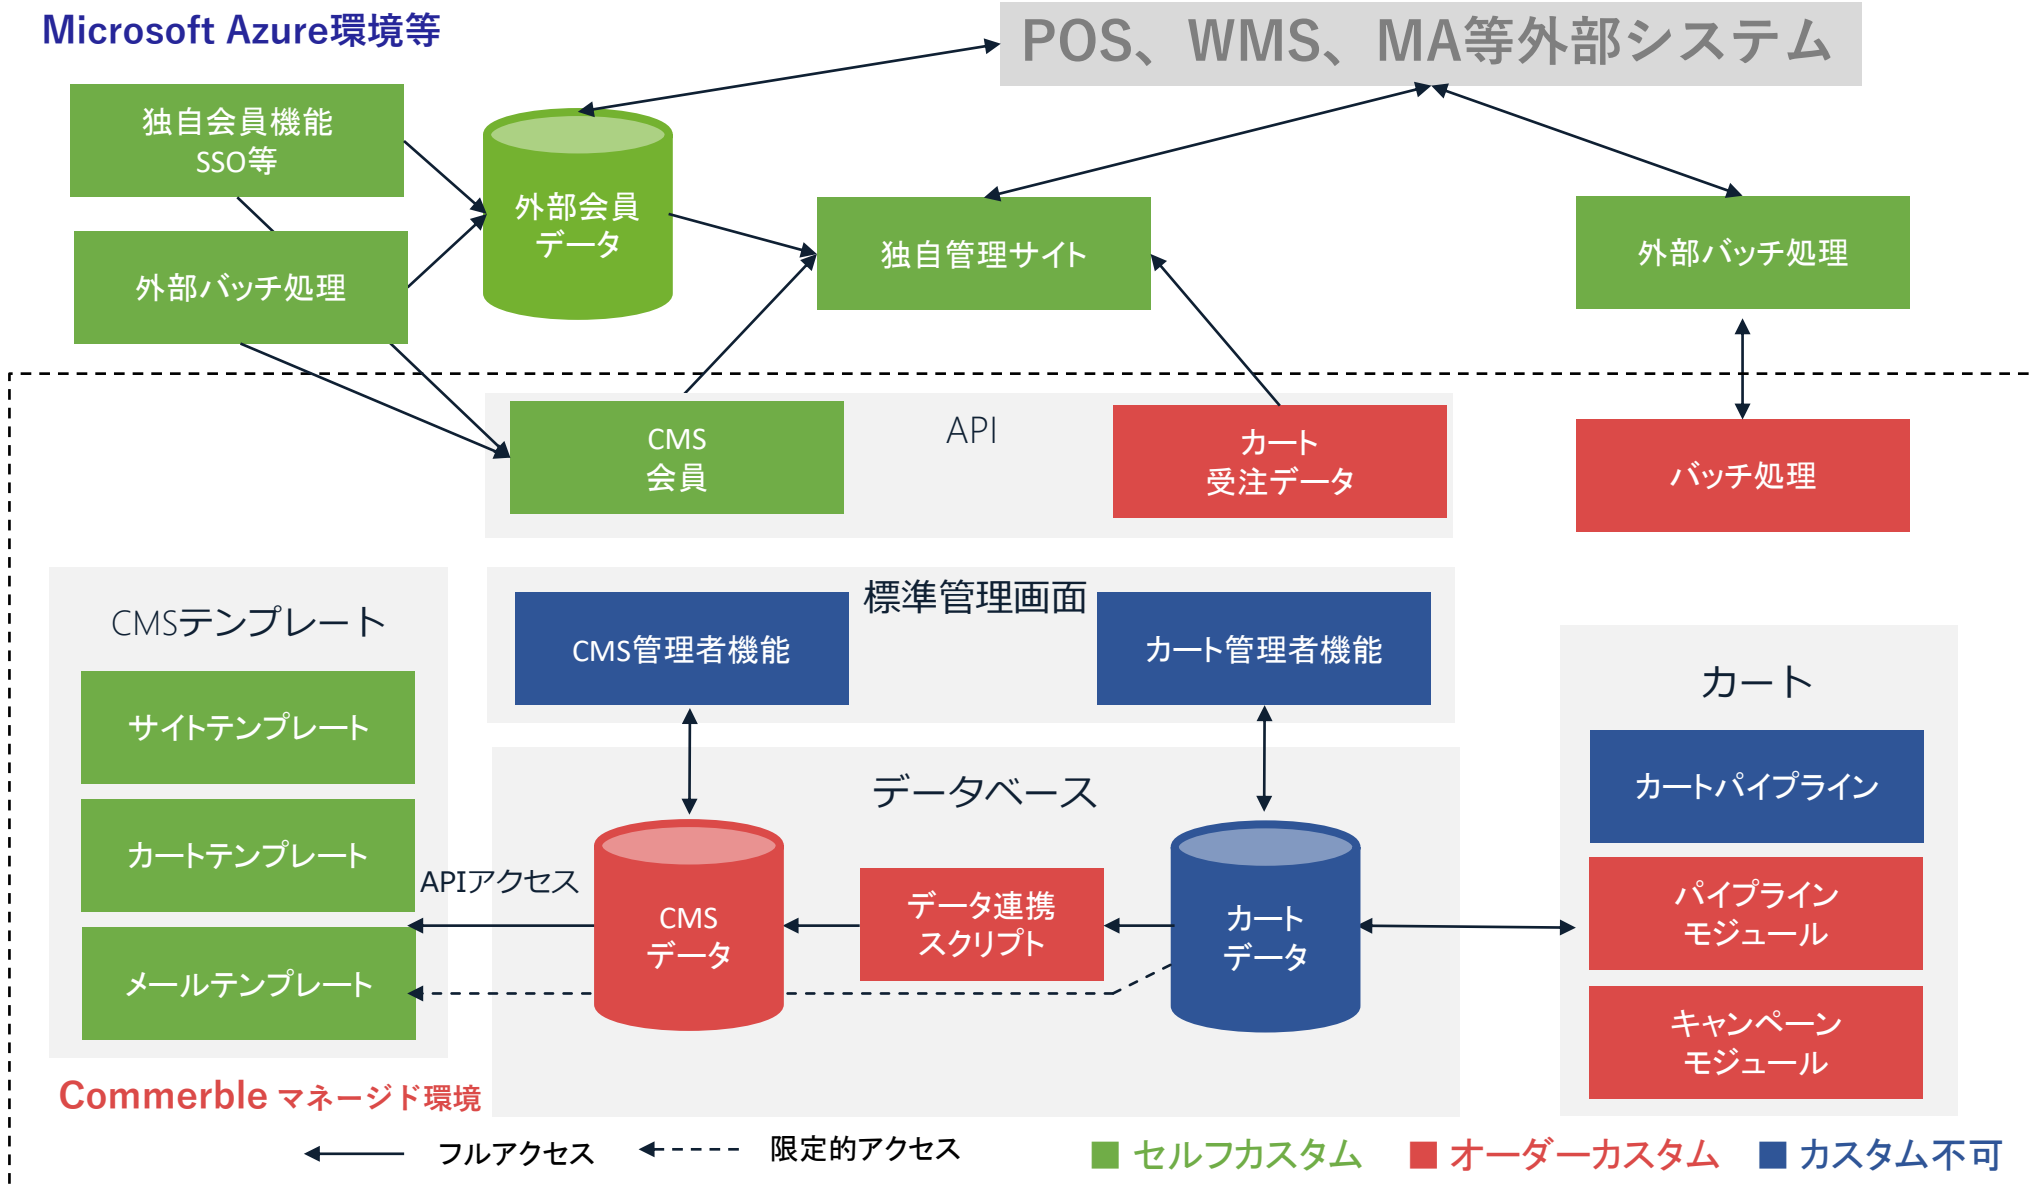 Microsoft Azure環境等
POS、WMS、MA等外部システム
独自会員機能
SSO等
外部会員
データ
外部バッチ処理
独自管理サイト
外部バッチ処理
API
CMS
会員
カート
受注データ
バッチ処理
CMSテンプレート
標準管理画面
CMS管理者機能
カート管理者機能
カート
サイトテンプレート
カートテンプレート
メールテンプレート
データベース
APIアクセス
CMS
データ
データ連携
スクリプト
カート
データ
カートパイプライン
パイプライン
モジュール
キャンペーン
モジュール
Commerble マネージド環境
フルアクセス
限定的アクセス
セルフカスタム
オーダーカスタム
カスタム不可